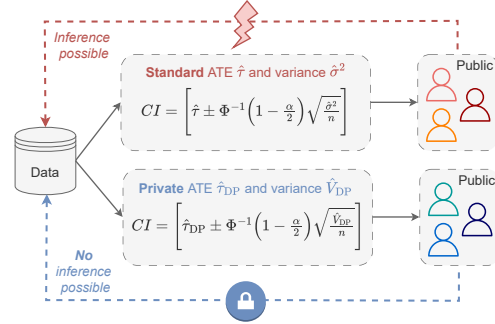 Inference
possible
Standard ATE τ̂ and variance σ̂²
CI = [τ̂ ± Φ⁻¹(1 − α/2) √(σ̂²/n)]
Public
Data
Private ATE τ̂_DP and variance V̂_DP
CI = [τ̂_DP ± Φ⁻¹(1 − α/2) √(V̂_DP/n)]
Public
No
inference
possible